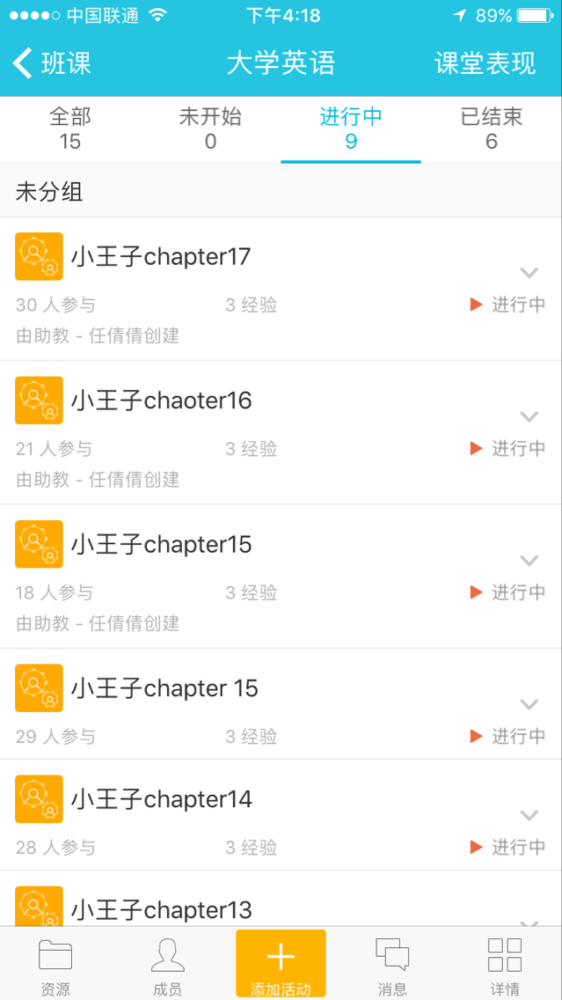 中国联通 下午4:18 89%
班课 大学英语 课堂表现
全部 未开始 进行中 已结束
15 0 9 6
未分组
小王子chapter17
30 人参与 3 经验 进行中
由助教 - 任倩倩创建
小王子chaoter16
21 人参与 3 经验 进行中
由助教 - 任倩倩创建
小王子chapter15
18 人参与 3 经验 进行中
由助教 - 任倩倩创建
小王子chapter 15
29 人参与 3 经验 进行中
小王子chapter14
28 人参与 3 经验 进行中
小王子chapter13
资源 成员 添加活动 消息 详情